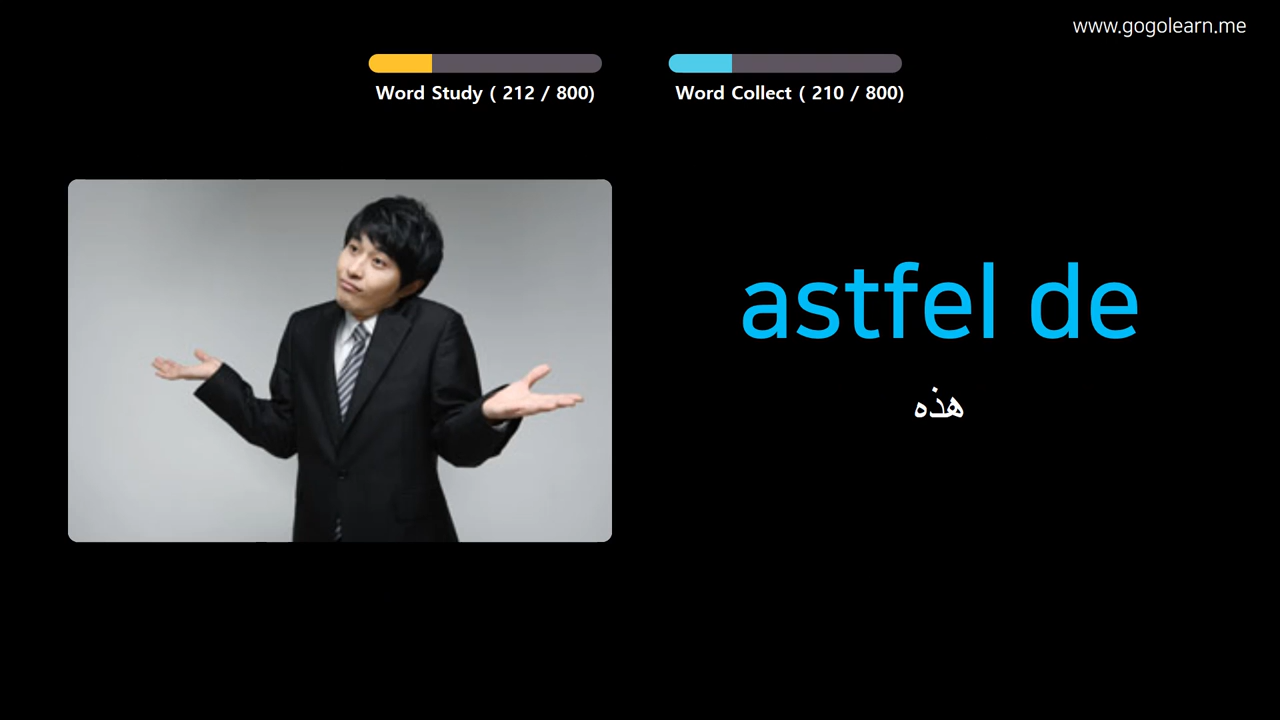 www.gogolearn.me
Word Study ( 212 / 800)
Word Collect ( 210 / 800)
astfel de
هذه